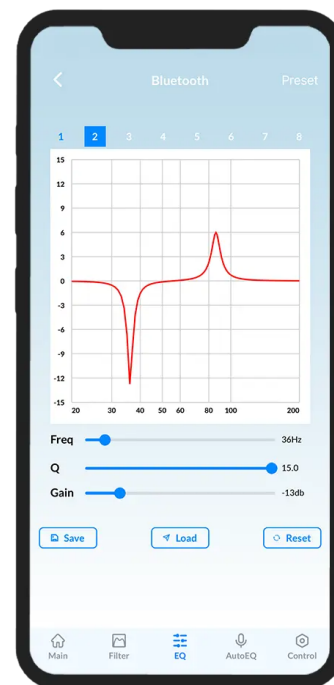 Bluetooth Preset
1 2 3 4 5 6 7 8
15
12
9
6
3
0
-3
-6
-9
-12
-15
20 30 40 50 60 80 100 200
Freq 36Hz
Q 15.0
Gain -13db
Save Load Reset
Main Filter EQ AutoEQ Control